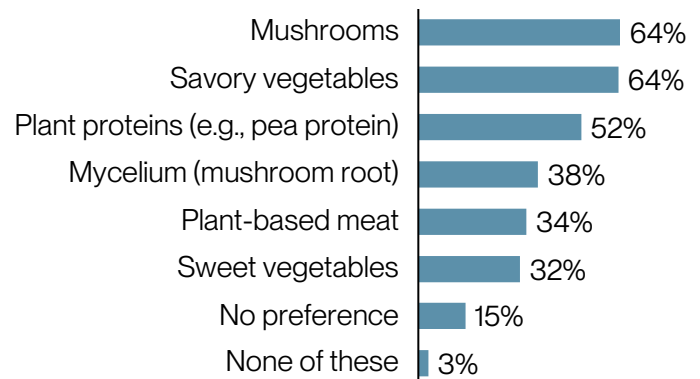 Mushrooms 64%
Savory vegetables 64%
Plant proteins (e.g., pea protein) 52%
Mycelium (mushroom root) 38%
Plant-based meat 34%
Sweet vegetables 32%
No preference 15%
None of these 3%